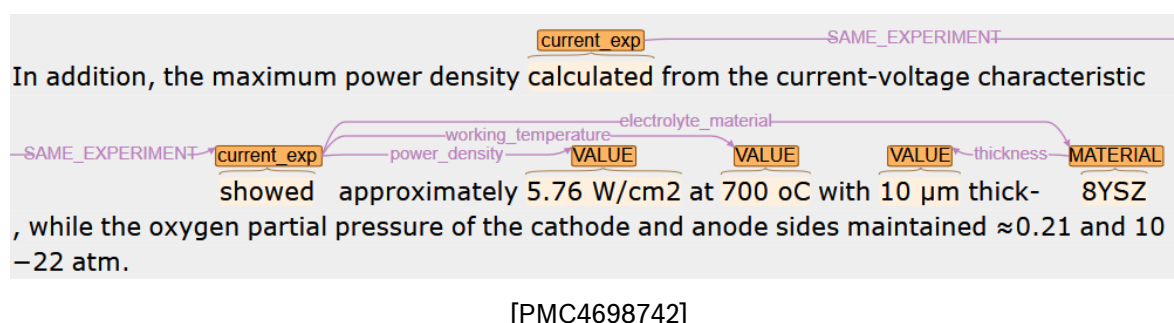 current_exp SAME_EXPERIMENT
In addition, the maximum power density calculated from the current-voltage characteristic
electrolyte_material
working_temperature
SAME_EXPERIMENT current_exp power_density VALUE VALUE VALUE thickness MATERIAL
showed approximately 5.76 W/cm2 at 700 oC with 10 μm thick- 8YSZ
, while the oxygen partial pressure of the cathode and anode sides maintained ≈0.21 and 10
−22 atm.
[PMC4698742]